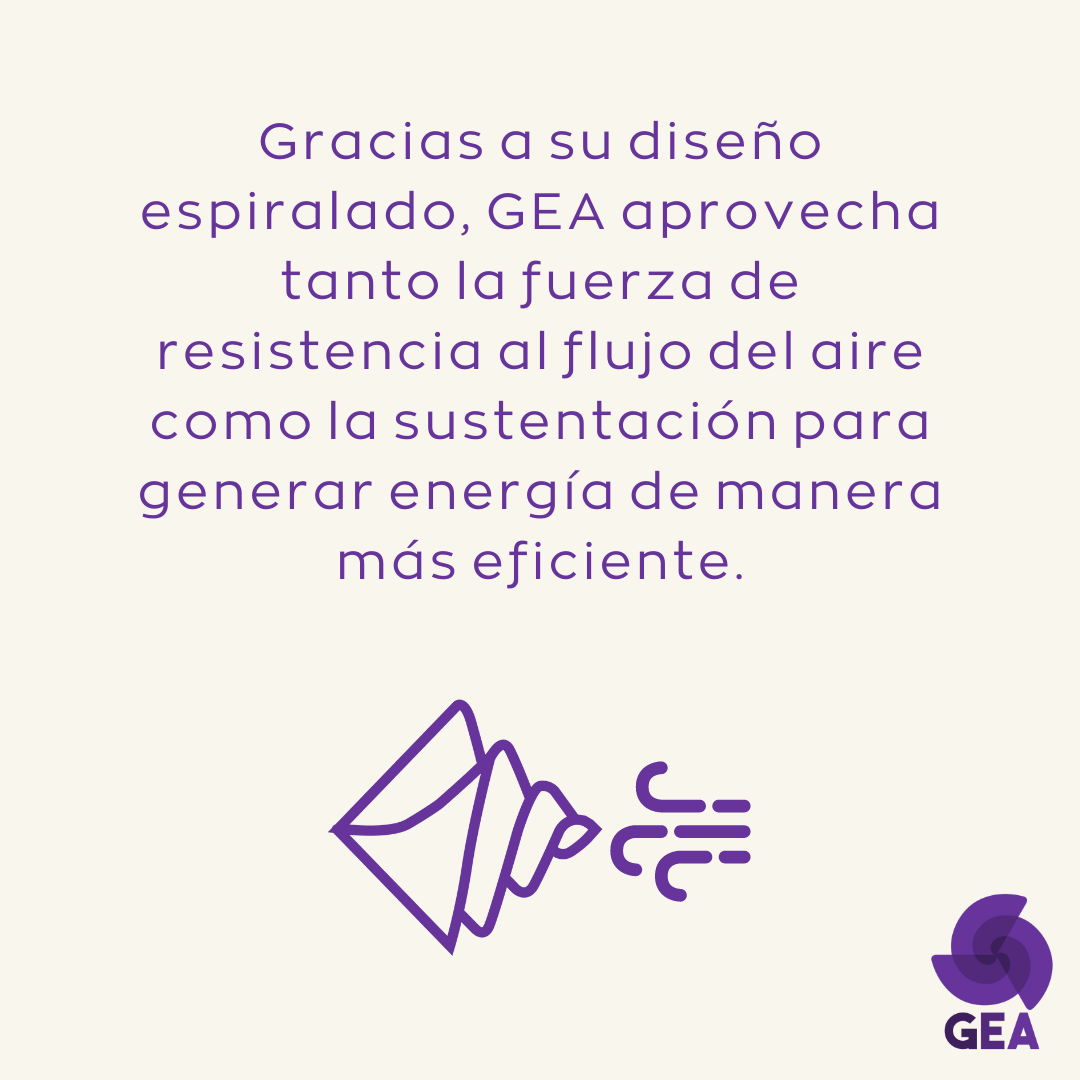 Gracias a su diseño
espiralado, GEA aprovecha
tanto la fuerza de
resistencia al flujo del aire
como la sustentación para
generar energía de manera
más eficiente.
GEA